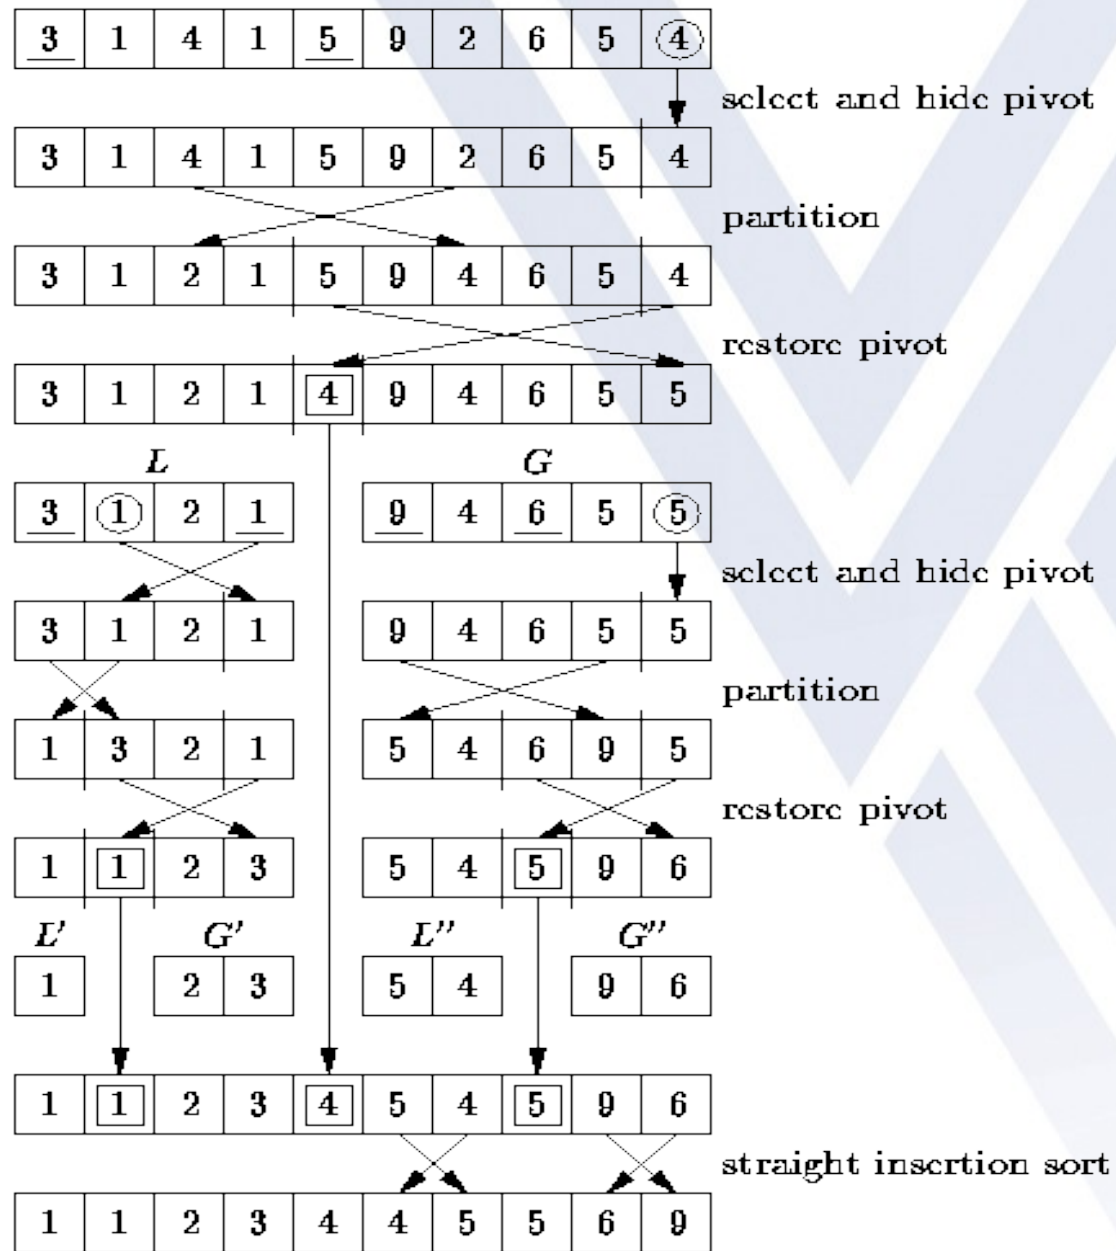 3 1 4 1 5 9 2 6 5 4
select and hide pivot
3 1 4 1 5 9 2 6 5 4
partition
3 1 2 1 5 9 4 6 5 4
restore pivot
3 1 2 1 4 9 4 6 5 5
L G
3 1 2 1 9 4 6 5 5
select and hide pivot
3 1 2 1 9 4 6 5 5
partition
1 3 2 1 5 4 6 9 5
restore pivot
1 1 2 3 5 4 5 9 6
L' G' L'' G''
1 2 3 5 4 9 6
1 1 2 3 4 5 4 5 9 6
straight insertion sort
1 1 2 3 4 4 5 5 6 9